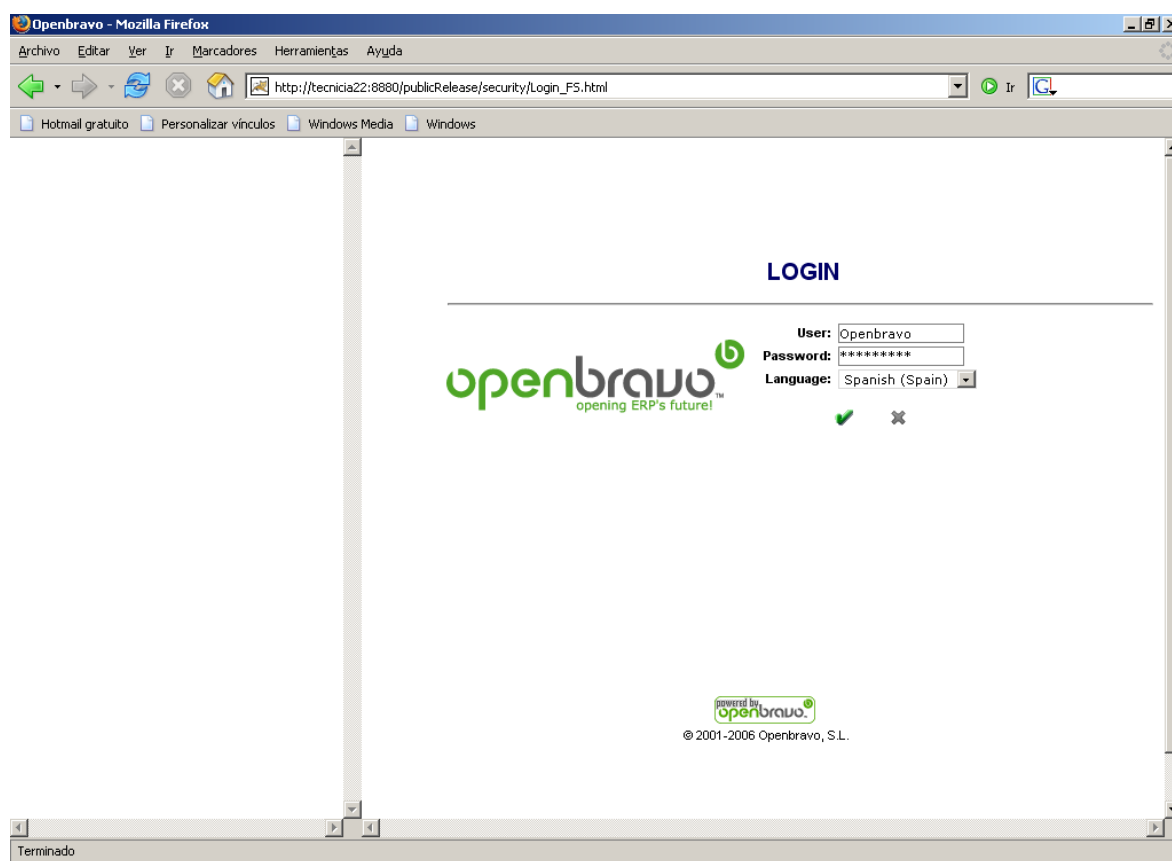 Openbravo - Mozilla Firefox
Archivo Editar Ver Ir Marcadores Herramientas Ayuda
http://tecnicia22:8880/publicRelease/security/Login_FS.html Ir G
Hotmail gratuito Personalizar vínculos Windows Media Windows
LOGIN
User: Openbravo
Password: *********
Language: Spanish (Spain)
openbravo™
opening ERP's future!
powered by
openbravo.
© 2001-2006 Openbravo, S.L.
Terminado